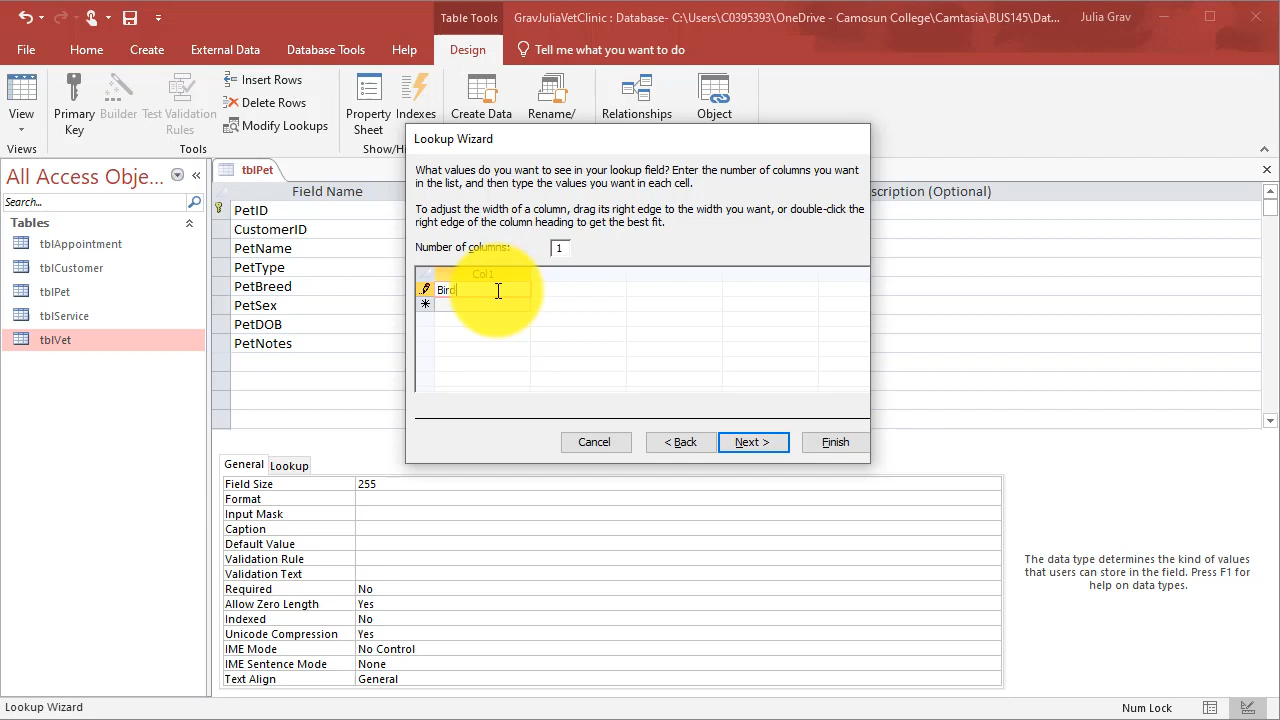 Table Tools
GravJuliaVetClinic : Database- C:\Users\C0395393\OneDrive - Camosun College\Camtasia\BUS145\Dat...
Julia Grav
File
Home
Create
External Data
Database Tools
Help
Design
Tell me what you want to do
View
Primary
Key
Builder
Test Validation
Rules
Insert Rows
Delete Rows
Modify Lookups
Property
Sheet
Indexes
Create Data
Rename/
Relationships
Object
Views
Tools
Show/Hi
All Access Obje...
Search...
Tables
tblAppointment
tblCustomer
tblPet
tblService
tblVet
tblPet
Field Name
scription (Optional)
PetID
CustomerID
PetName
PetType
PetBreed
PetSex
PetDOB
PetNotes
Lookup Wizard
What values do you want to see in your lookup field? Enter the number of columns you want
in the list, and then type the values you want in each cell.
To adjust the width of a column, drag its right edge to the width you want, or double-click the
right edge of the column heading to get the best fit.
Number of columns: 1
Col1
Bird
Cancel
< Back
Next >
Finish
General
Lookup
Field Size 255
Format
Input Mask
Caption
Default Value
Validation Rule
Validation Text
Required No
Allow Zero Length Yes
Indexed No
Unicode Compression Yes
IME Mode No Control
IME Sentence Mode None
Text Align General
The data type determines the kind of values
that users can store in the field. Press F1 for
help on data types.
Lookup Wizard
Num Lock